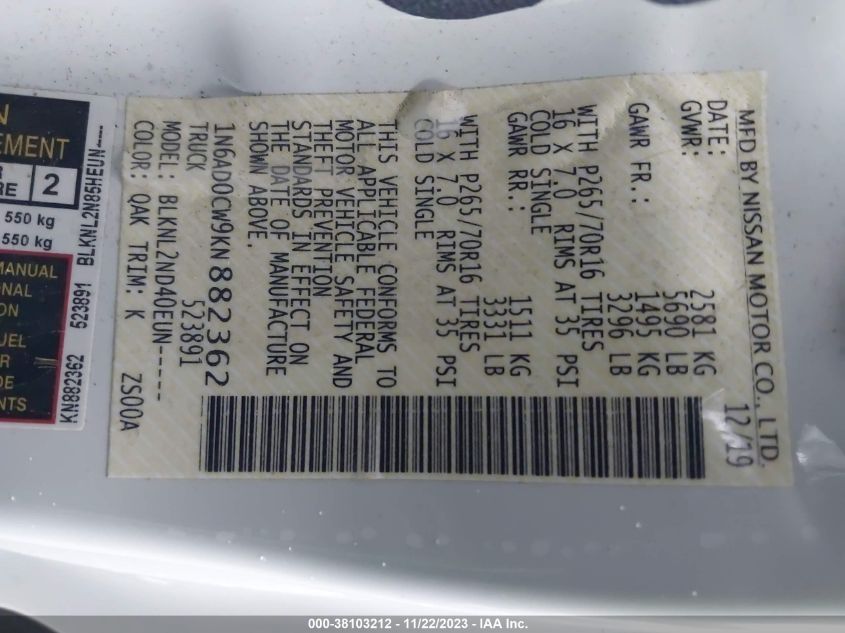 MFD BY NISSAN MOTOR CO., LTD.
DATE: 12/19
GVWR: 2581 KG
5690 LB
GAWR FR.: 1495 KG
3296 LB
WITH P265/70R16 TIRES
16 X 7.0 RIMS AT 35 PSI
COLD SINGLE
GAWR RR.: 1511 KG
3331 LB
WITH P265/70R16 TIRES
16 X 7.0 RIMS AT 35 PSI
COLD SINGLE
THIS VEHICLE CONFORMS TO
ALL APPLICABLE FEDERAL
MOTOR VEHICLE SAFETY AND
THEFT PREVENTION
STANDARDS IN EFFECT ON
THE DATE OF MANUFACTURE
SHOWN ABOVE.
1N6AD0CW9KN882362
TRUCK 523891
MODEL: BLKNL2ND40EUN-----
COLOR: QAK TRIM: K ZS00A
N
EMENT
R
RE 2
550 kg
550 kg
MANUAL
ONAL
ION
UEL
R
DE
NTS
KN882362 523891 BLKNL2N85HEUN----
000-38103212 - 11/22/2023 - IAA Inc.